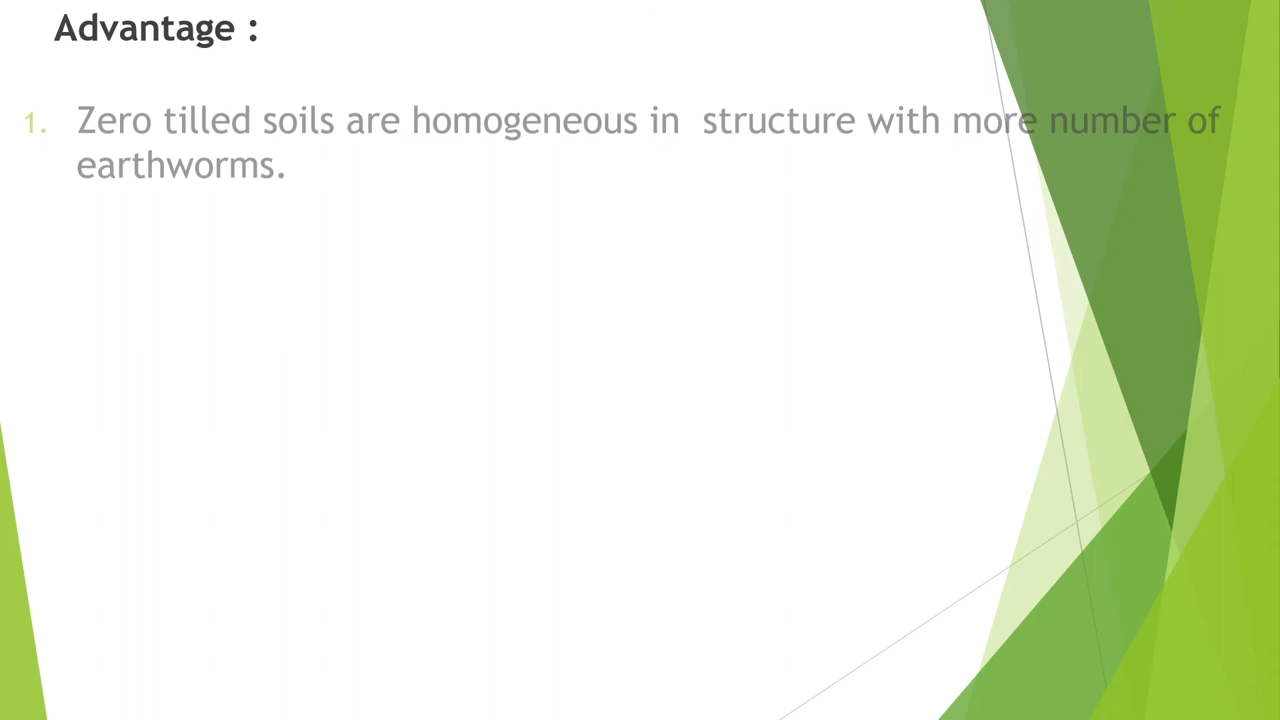 Advantage :
1. Zero tilled soils are homogeneous in  structure with more number of
earthworms.